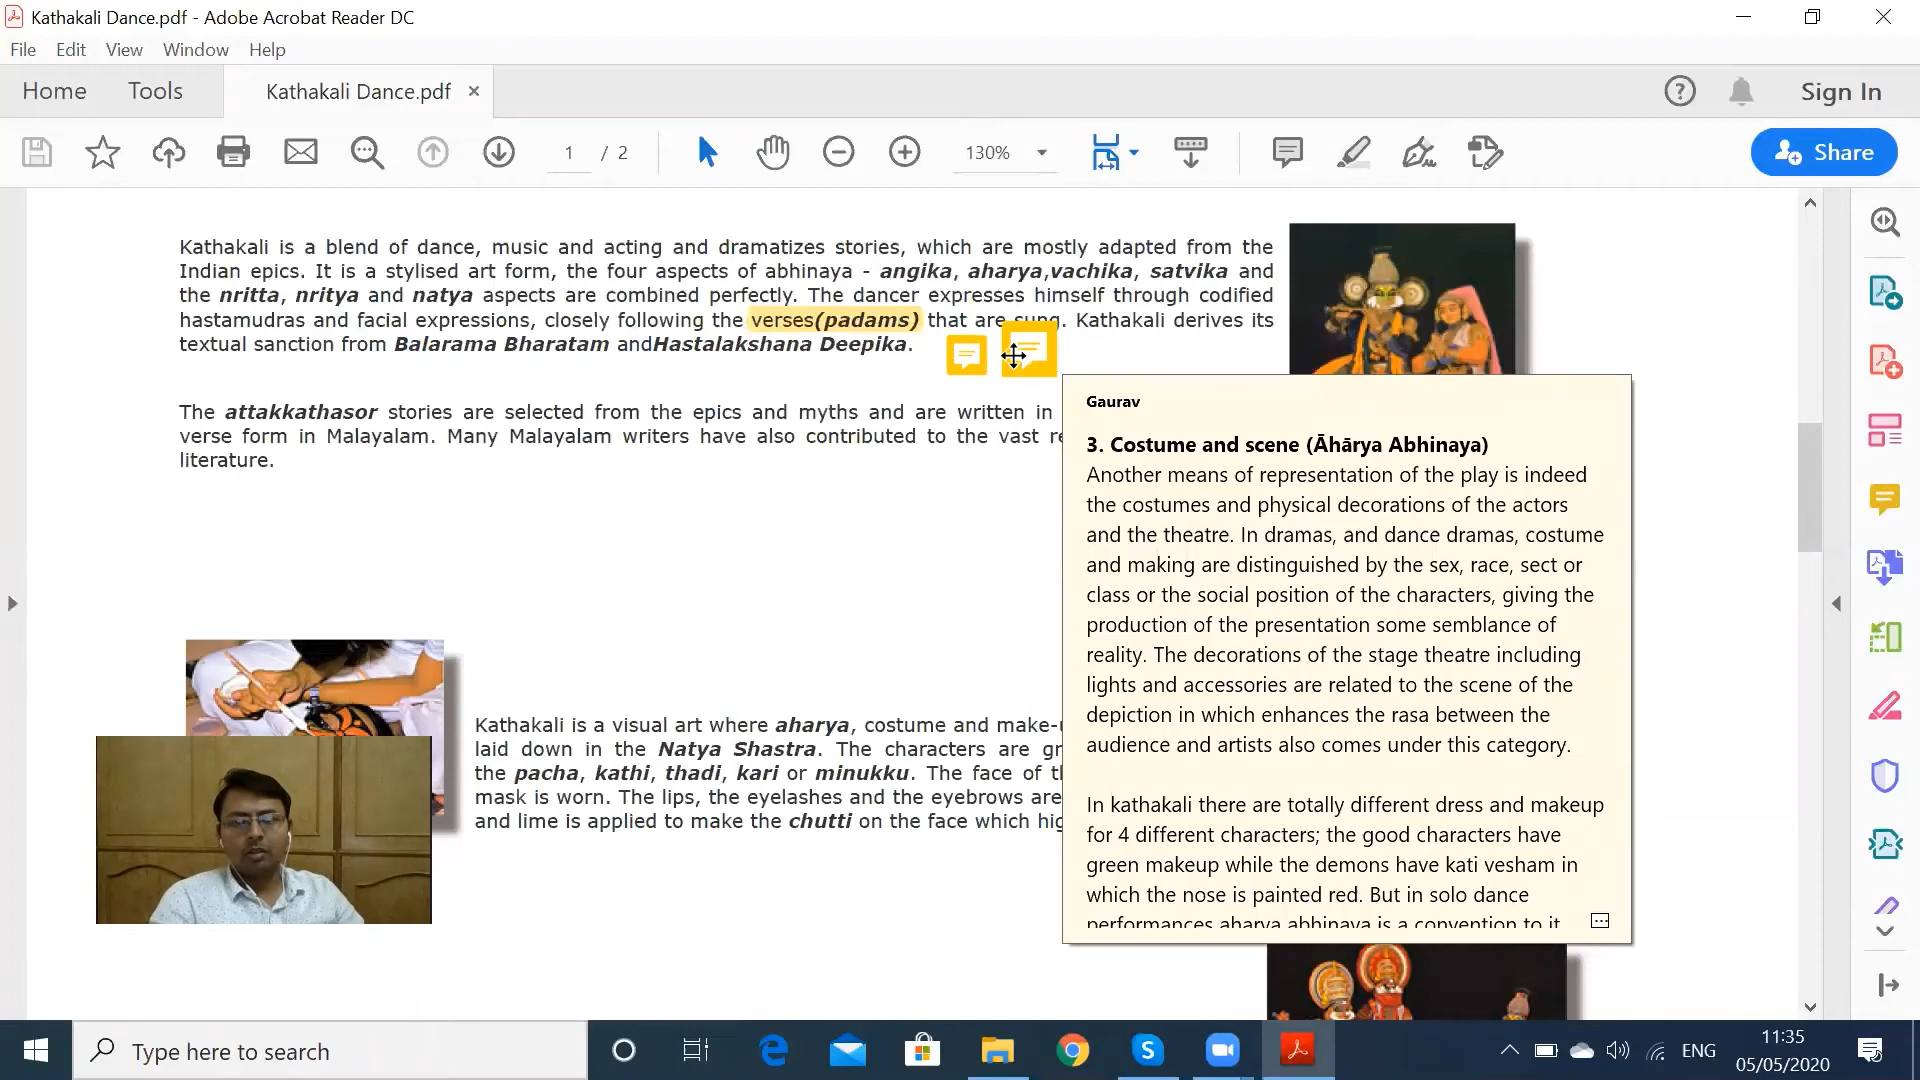 Kathakali Dance.pdf - Adobe Acrobat Reader DC
File Edit View Window Help
Home Tools Kathakali Dance.pdf × Sign In
1 / 2 130% Share
Kathakali is a blend of dance, music and acting and dramatizes stories, which are mostly adapted from the
Indian epics. It is a stylised art form, the four aspects of abhinaya - angika, aharya,vachika, satvika and
the nritta, nritya and natya aspects are combined perfectly. The dancer expresses himself through codified
hastamudras and facial expressions, closely following the verses(padams) that are sung. Kathakali derives its
textual sanction from Balarama Bharatam andHastalakshana Deepika.
The attakkathasor stories are selected from the epics and myths and are written in
verse form in Malayalam. Many Malayalam writers have also contributed to the vast
literature.
Kathakali is a visual art where aharya, costume and
laid down in the Natya Shastra. The characters are
the pacha, kathi, thadi, kari or minukku. The face of
mask is worn. The lips, the eyelashes and the eyebrows are
and lime is applied to make the chutti on the face which
Gaurav
3. Costume and scene (Āhārya Abhinaya)
Another means of representation of the play is indeed
the costumes and physical decorations of the actors
and the theatre. In dramas, and dance dramas, costume
and making are distinguished by the sex, race, sect or
class or the social position of the characters, giving the
production of the presentation some semblance of
reality. The decorations of the stage theatre including
lights and accessories are related to the scene of the
depiction in which enhances the rasa between the
audience and artists also comes under this category.
In kathakali there are totally different dress and makeup
for 4 different characters; the good characters have
green makeup while the demons have kati vesham in
which the nose is painted red. But in solo dance
performances aharya abhinaya is a convention to it
Type here to search
ENG
11:35
05/05/2020